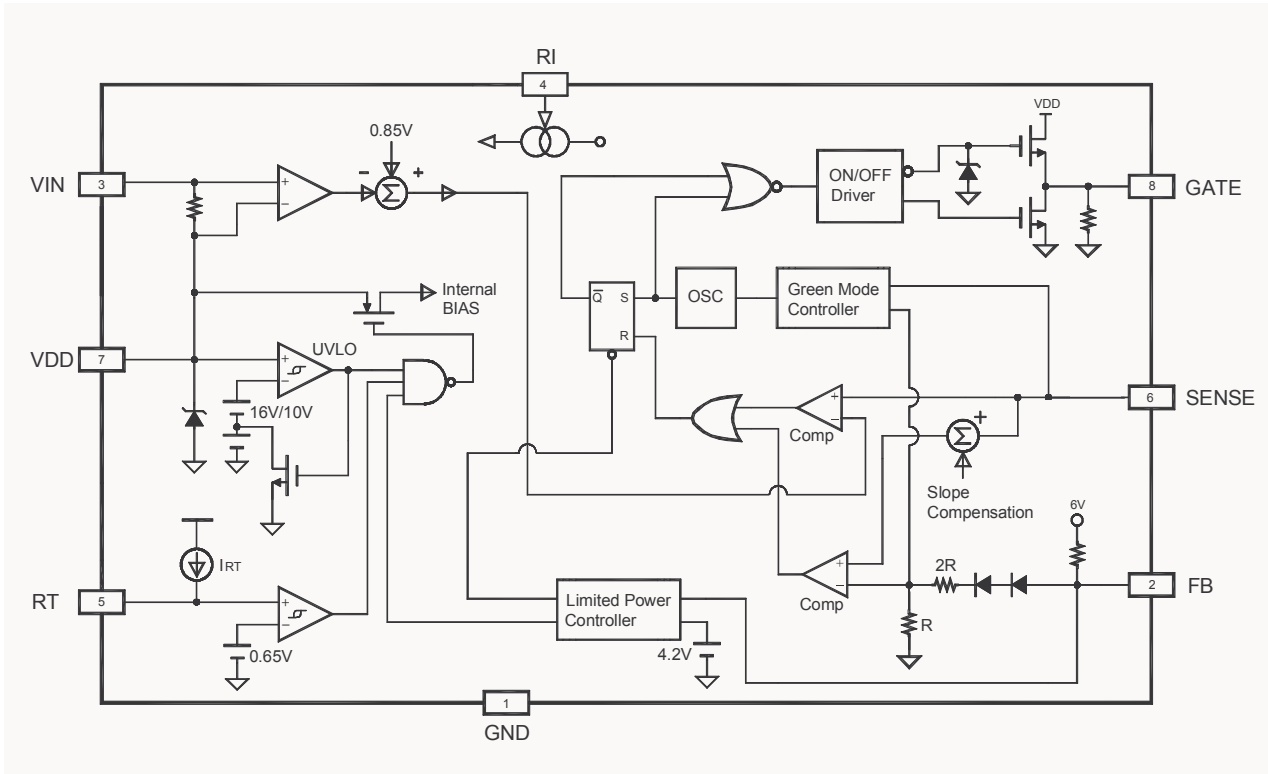 RI
4
VDD
0.85V
− +
Σ
VIN
3
+
−
ON/OFF
Driver
8
GATE
Internal
BIAS
Q̅
S
R
OSC
Green Mode
Controller
VDD
7
UVLO
+
−
16V/10V
+
−
Comp
6
SENSE
+
Σ
Slope
Compensation
6V
IRT
RT
5
+
−
0.65V
Limited Power
Controller
4.2V
+
−
Comp
2R
R
2
FB
1
GND